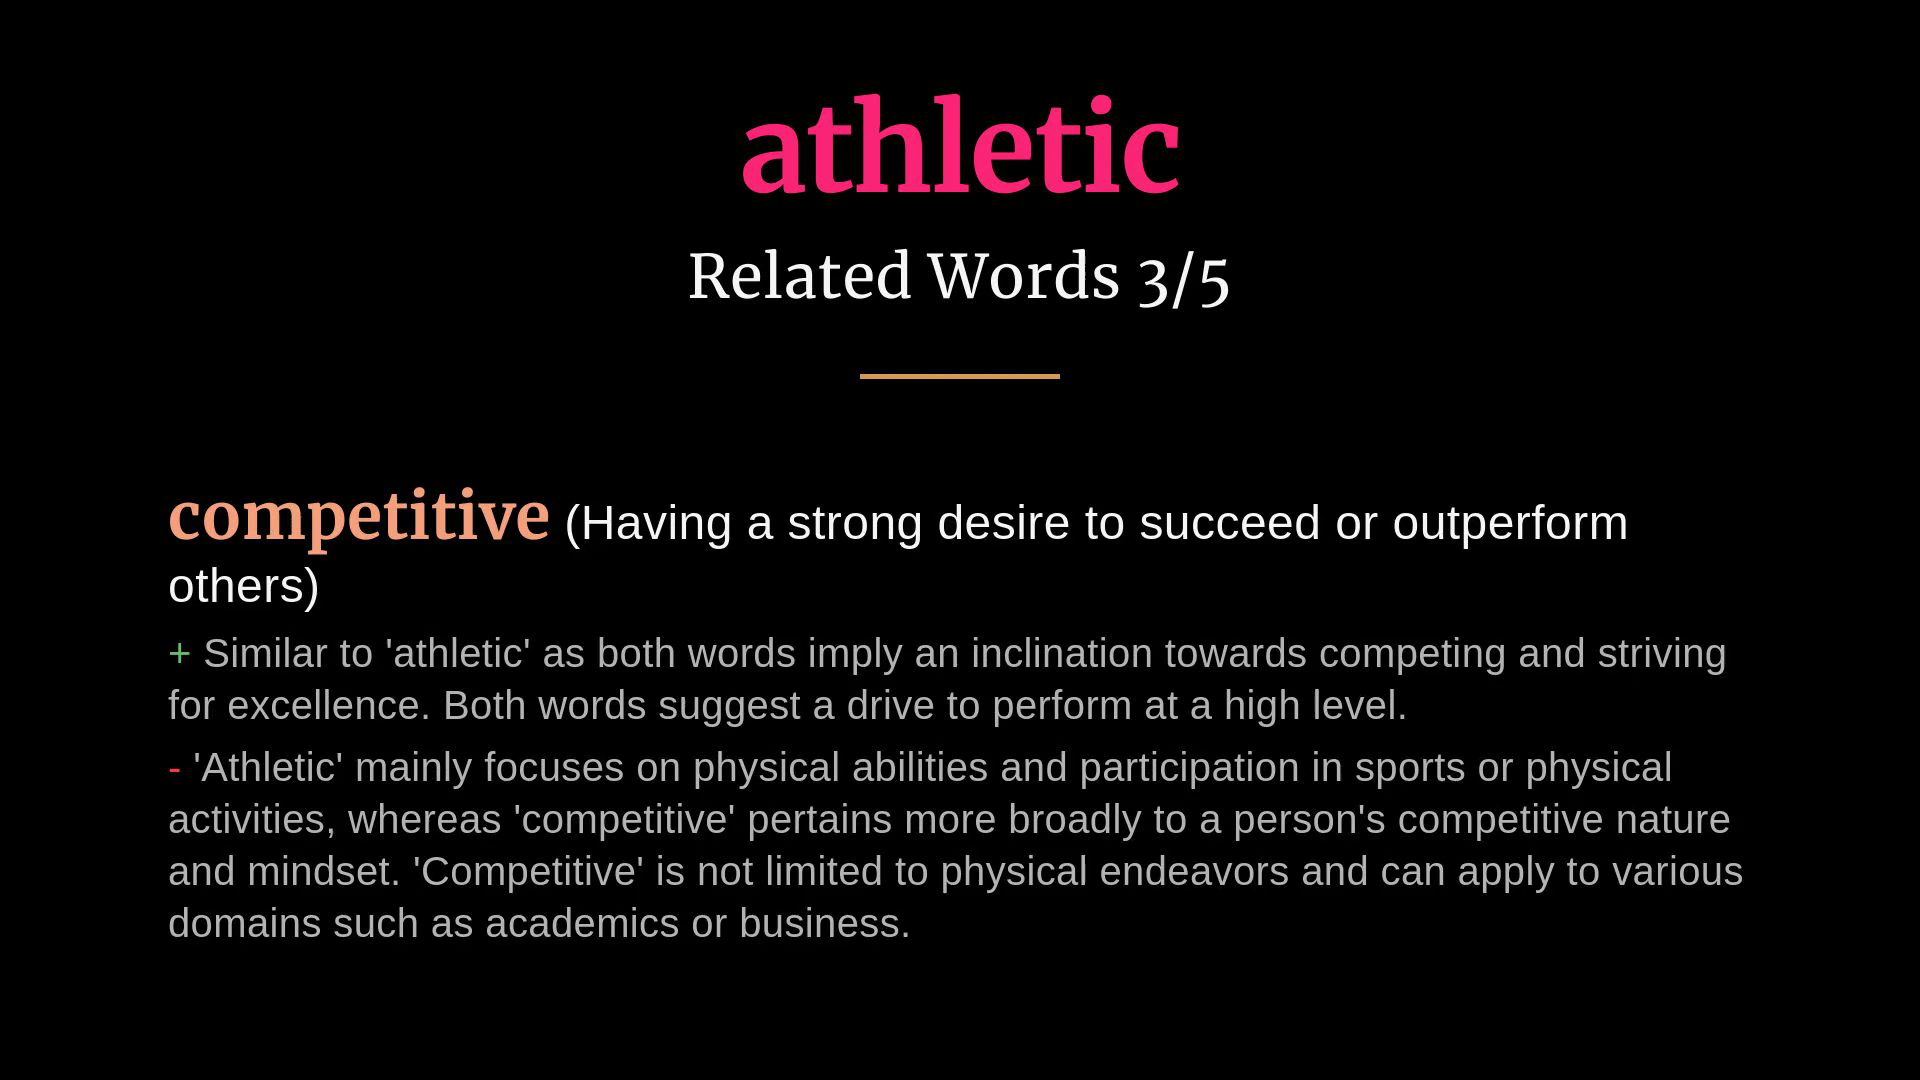 athletic
Related Words 3/5
competitive (Having a strong desire to succeed or outperform
others)
+ Similar to 'athletic' as both words imply an inclination towards competing and striving
for excellence. Both words suggest a drive to perform at a high level.
- 'Athletic' mainly focuses on physical abilities and participation in sports or physical
activities, whereas 'competitive' pertains more broadly to a person's competitive nature
and mindset. 'Competitive' is not limited to physical endeavors and can apply to various
domains such as academics or business.